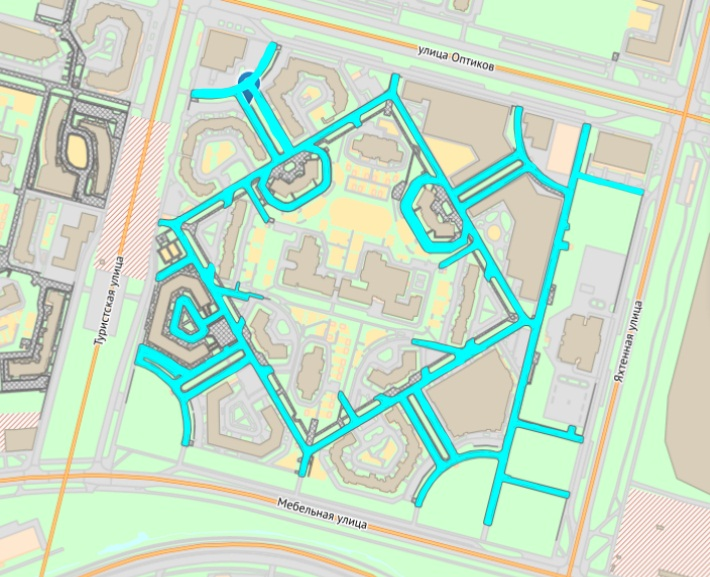 улица Оптиков
Туристская улица
Яхтенная улица
Мебельная улица